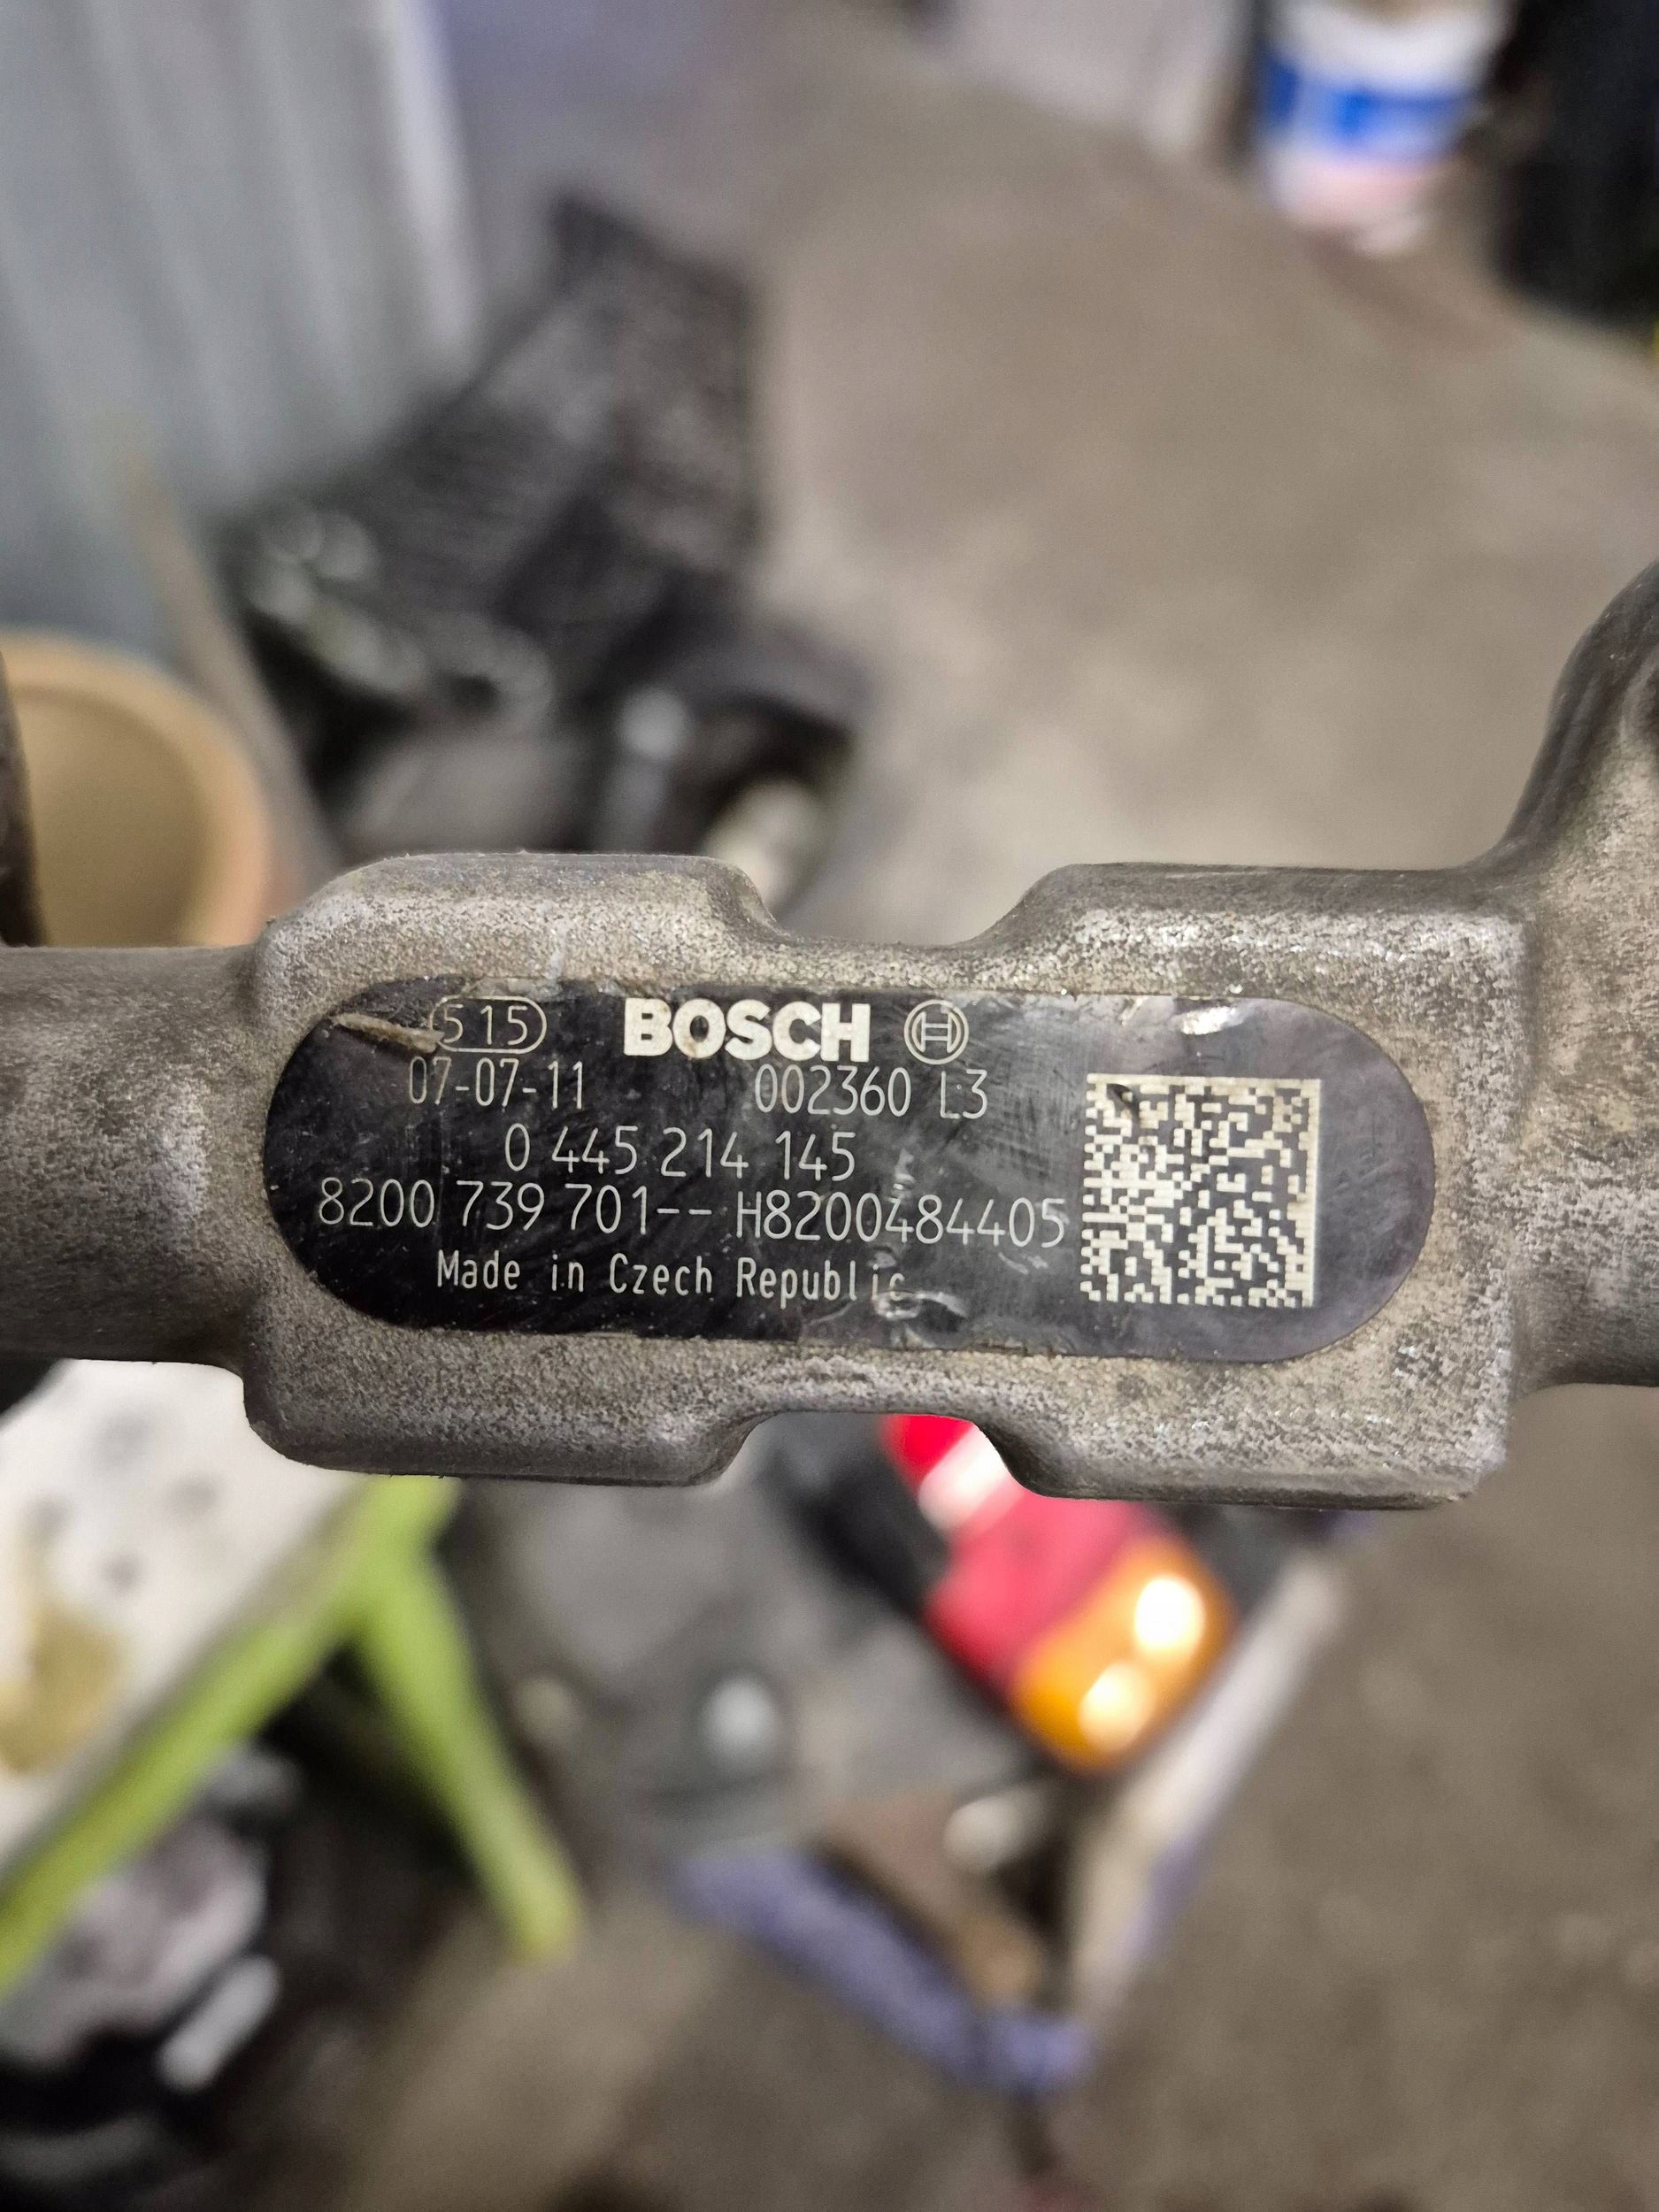 515 BOSCH
07-07-11 002360 L3
0 445 214 145
8200 739 701-- H8200484405
Made in Czech Republic